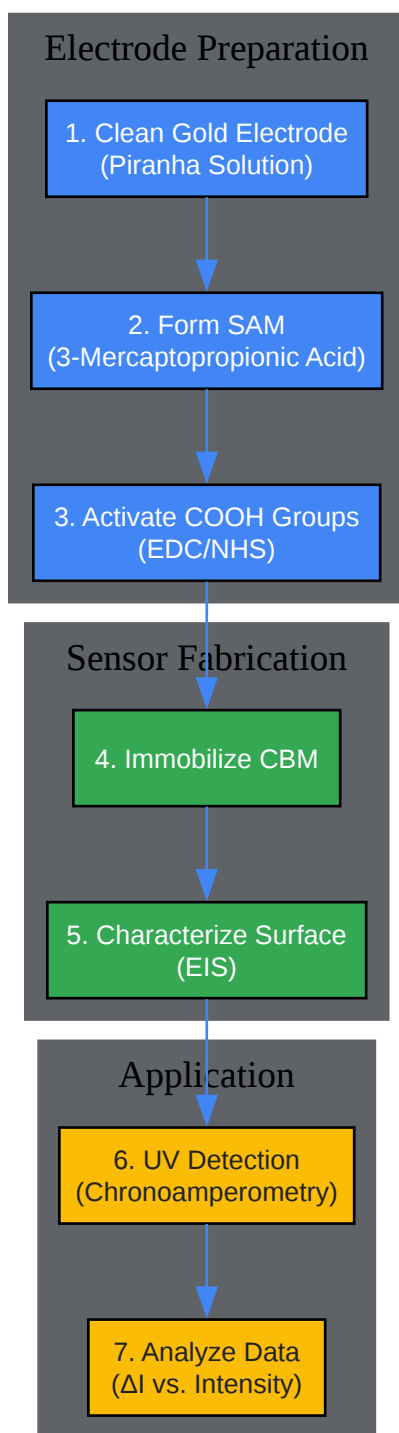 Electrode Preparation
1. Clean Gold Electrode
(Piranha Solution)
2. Form SAM
(3-Mercaptopropionic Acid)
3. Activate COOH Groups
(EDC/NHS)
Sensor Fabrication
4. Immobilize CBM
5. Characterize Surface
(EIS)
Application
6. UV Detection
(Chronoamperometry)
7. Analyze Data
(ΔI vs. Intensity)